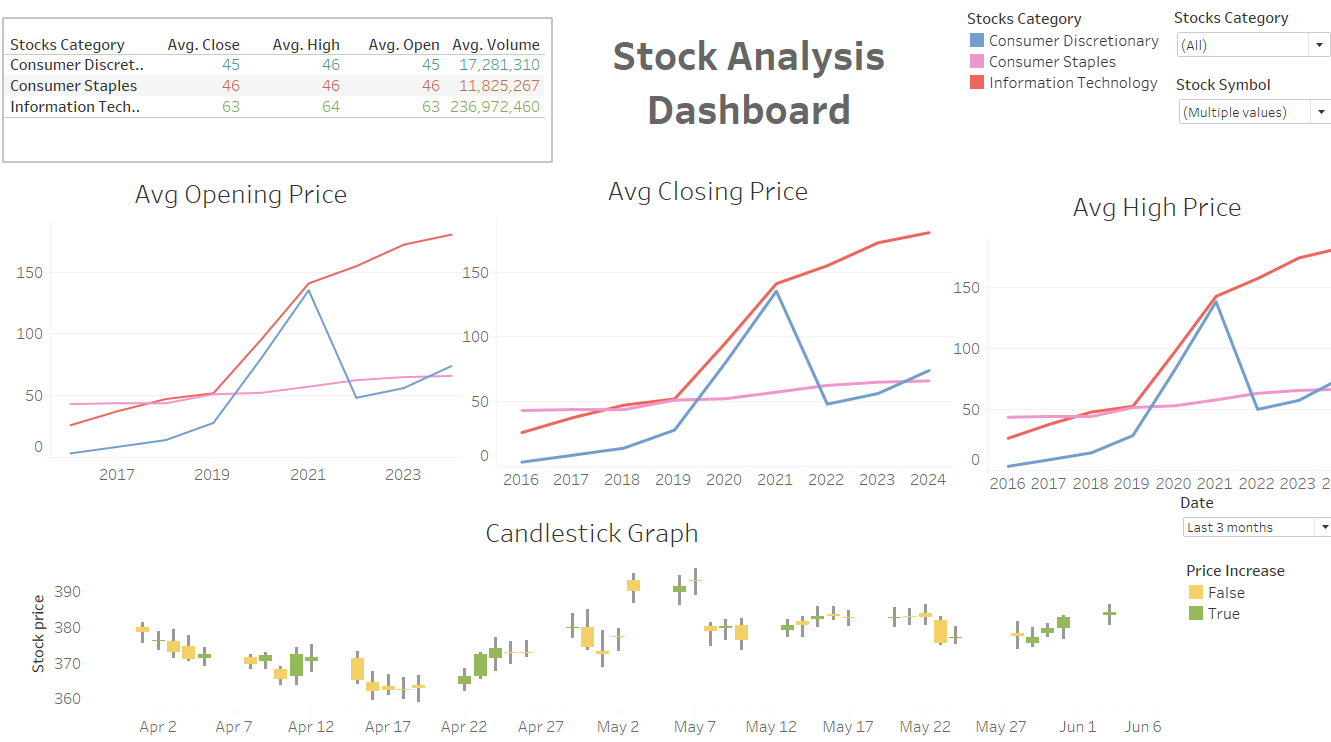 Stocks Category Avg. Close Avg. High Avg. Open Avg. Volume
Consumer Discret.. 45 46 45 17,281,310
Consumer Staples 46 46 46 11,825,267
Information Tech.. 63 64 63 236,972,460
Stock Analysis
Dashboard
Stocks Category
Consumer Discretionary
Consumer Staples
Information Technology
Stocks Category
(All)
Stock Symbol
(Multiple values)
Avg Opening Price
150
100
50
0
2017 2019 2021 2023
Avg Closing Price
150
100
50
0
2016 2017 2018 2019 2020 2021 2022 2023 2024
Avg High Price
150
100
50
0
2016 2017 2018 2019 2020 2021 2022 2023 2
Date
Last 3 months
Candlestick Graph
Stock price
390
380
370
360
Apr 2 Apr 7 Apr 12 Apr 17 Apr 22 Apr 27 May 2 May 7 May 12 May 17 May 22 May 27 Jun 1 Jun 6
Price Increase
False
True